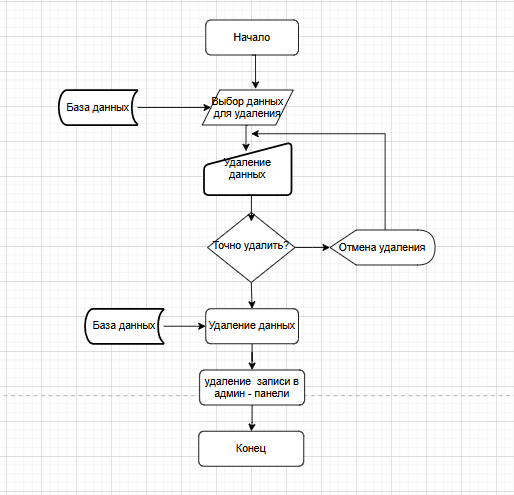 Начало
База данных
Выбор данных
для удаления
Удаление
данных
Точно удалить?
Отмена удаления
База данных
Удаление данных
удаление записи в
админ - панели
Конец